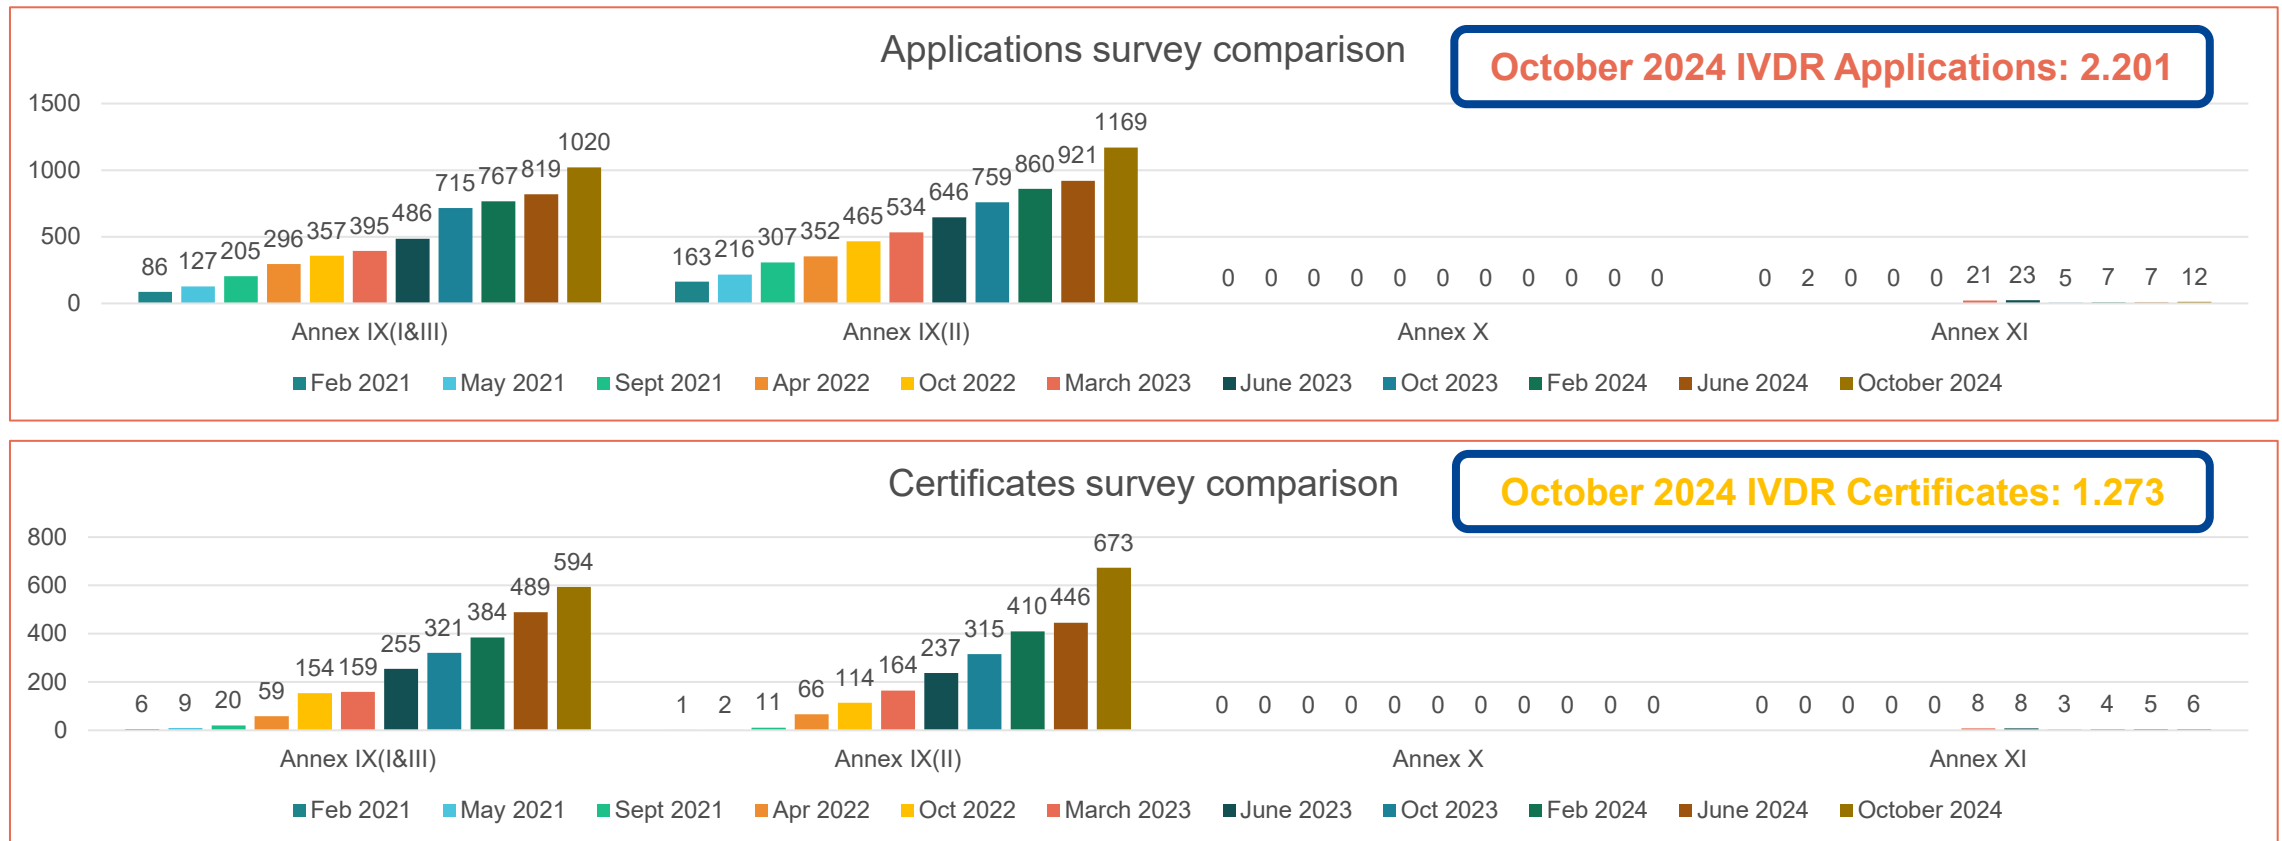 Applications survey comparison
October 2024 IVDR Applications: 2.201
1500
1000
500
0
86 127 205 296 357 395 486 715 767 819 1020
163 216 307 352 465 534 646 759 860 921 1169
0 0 0 0 0 0 0 0 0 0 0
0 2 0 0 0 21 23 5 7 7 12
Annex IX(I&III) Annex IX(II) Annex X Annex XI
Feb 2021 May 2021 Sept 2021 Apr 2022 Oct 2022 March 2023 June 2023 Oct 2023 Feb 2024 June 2024 October 2024
Certificates survey comparison
October 2024 IVDR Certificates: 1.273
800
600
400
200
0
6 9 20 59 154 159 255 321 384 489 594
1 2 11 66 114 164 237 315 410 446 673
0 0 0 0 0 0 0 0 0 0 0
0 0 0 0 0 8 8 3 4 5 6
Annex IX(I&III) Annex IX(II) Annex X Annex XI
Feb 2021 May 2021 Sept 2021 Apr 2022 Oct 2022 March 2023 June 2023 Oct 2023 Feb 2024 June 2024 October 2024